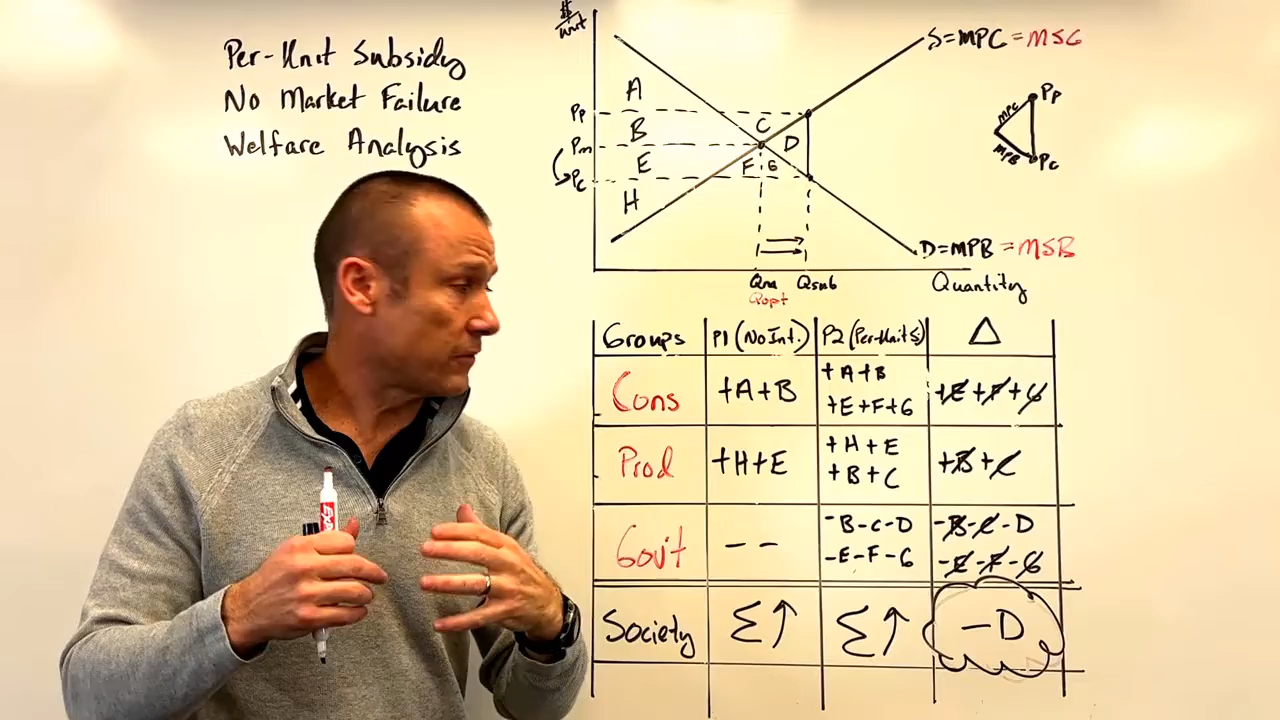 Per-Unit Subsidy
No Market Failure
Welfare Analysis
$/unit
S=MPC=MSC
A
Pp
B
C
D
Pm
E
F
G
Pc
H
MPC
Pp
MPB
Pc
D=MPB=MSB
Qm
Qsub
Quantity
Qopt
Groups P1 (No Int.) P2 (Per-Unit S) Δ
Cons +A+B +A+B +E+F+G
+E+F+G
Prod +H+E +H+E +B+C
+B+C
Gov't -- -B-C-D -B-C-D
-E-F-G -E-F-G
Society Σ↑ Σ↑ -D
EXPO